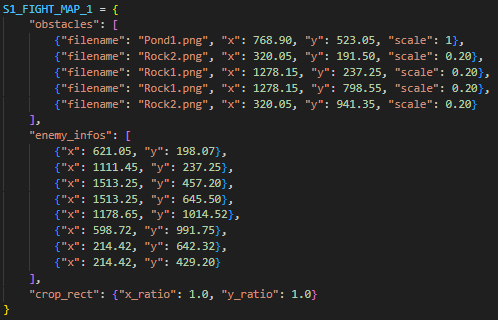 S1_FIGHT_MAP_1 = {
    "obstacles": [
        {"filename": "Pond1.png", "x": 768.90, "y": 523.05, "scale": 1},
        {"filename": "Rock2.png", "x": 320.05, "y": 191.50, "scale": 0.20},
        {"filename": "Rock1.png", "x": 1278.15, "y": 237.25, "scale": 0.20},
        {"filename": "Rock1.png", "x": 1278.15, "y": 798.55, "scale": 0.20},
        {"filename": "Rock2.png", "x": 320.05, "y": 941.35, "scale": 0.20}
    ],
    "enemy_infos": [
        {"x": 621.05, "y": 198.07},
        {"x": 1111.45, "y": 237.25},
        {"x": 1513.25, "y": 457.20},
        {"x": 1513.25, "y": 645.50},
        {"x": 1178.65, "y": 1014.52},
        {"x": 598.72, "y": 991.75},
        {"x": 214.42, "y": 642.32},
        {"x": 214.42, "y": 429.20}
    ],
    "crop_rect": {"x_ratio": 1.0, "y_ratio": 1.0}
}